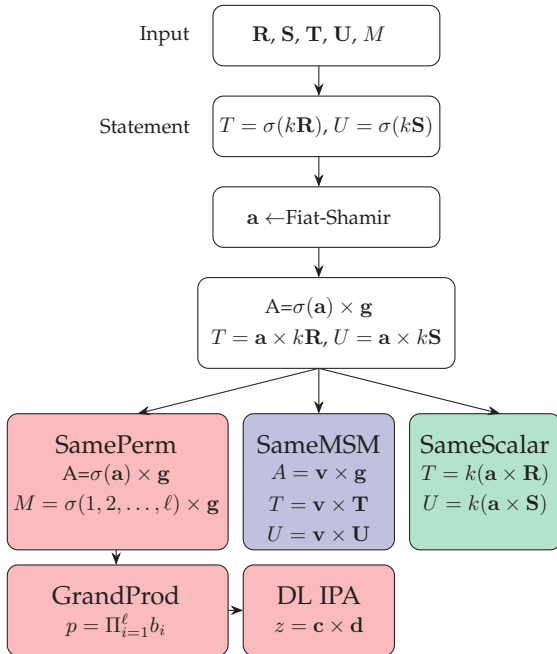 Input
R, S, T, U, M
Statement
T = σ(kR), U = σ(kS)
a ←Fiat-Shamir
A=σ(a) × g
T = a × kR, U = a × kS
SamePerm
A=σ(a) × g
M = σ(1, 2, . . . , ℓ) × g
SameMSM
A = v × g
T = v × T
U = v × U
SameScalar
T = k(a × R)
U = k(a × S)
GrandProd
p = Π_{i=1}^{ℓ} b_i
DL IPA
z = c × d